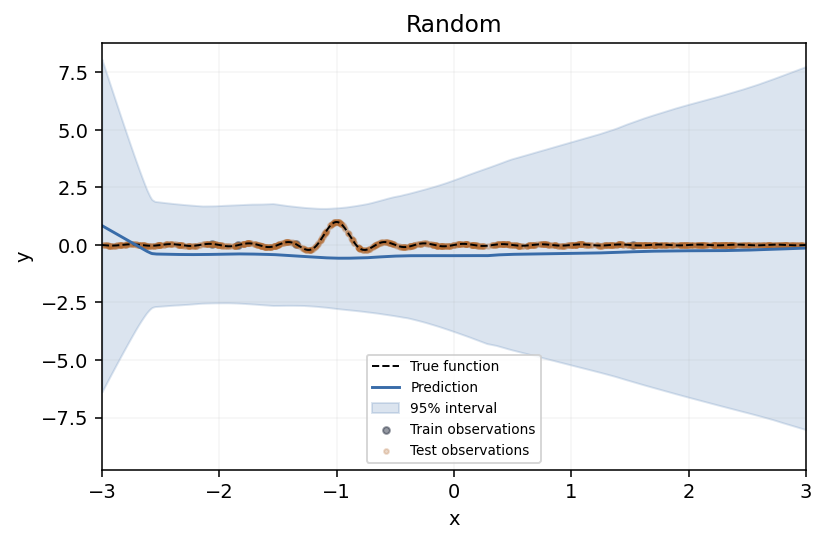 Random
7.5
5.0
2.5
0.0
−2.5
−5.0
−7.5
y
True function
Prediction
95% interval
Train observations
Test observations
−3 −2 −1 0 1 2 3
x